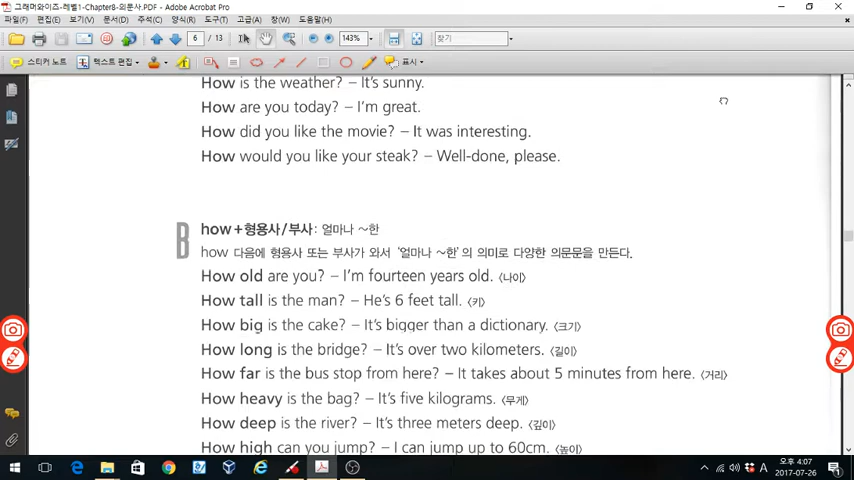 그래머와이즈-레벨1-Chapter8-의문사.PDF - Adobe Acrobat Pro
파일(F) 편집(E) 보기(V) 문서(D) 주석(C) 양식(R) 도구(T) 고급(A) 창(W) 도움말(H)
6 / 13 143% 찾기
스티커 노트 텍스트 편집 표시
How is the weather? – It's sunny.
How are you today? – I'm great.
How did you like the movie? – It was interesting.
How would you like your steak? – Well-done, please.
B how+형용사/부사: 얼마나 ~한
how 다음에 형용사 또는 부사가 와서 '얼마나 ~한'의 의미로 다양한 의문문을 만든다.
How old are you? – I'm fourteen years old. 〈나이〉
How tall is the man? – He's 6 feet tall. 〈키〉
How big is the cake? – It's bigger than a dictionary. 〈크기〉
How long is the bridge? – It's over two kilometers. 〈길이〉
How far is the bus stop from here? – It takes about 5 minutes from here. 〈거리〉
How heavy is the bag? – It's five kilograms. 〈무게〉
How deep is the river? – It's three meters deep. 〈깊이〉
How high can you jump? – I can jump up to 60cm. 〈높이〉
A 오후 4:07
2017-07-26